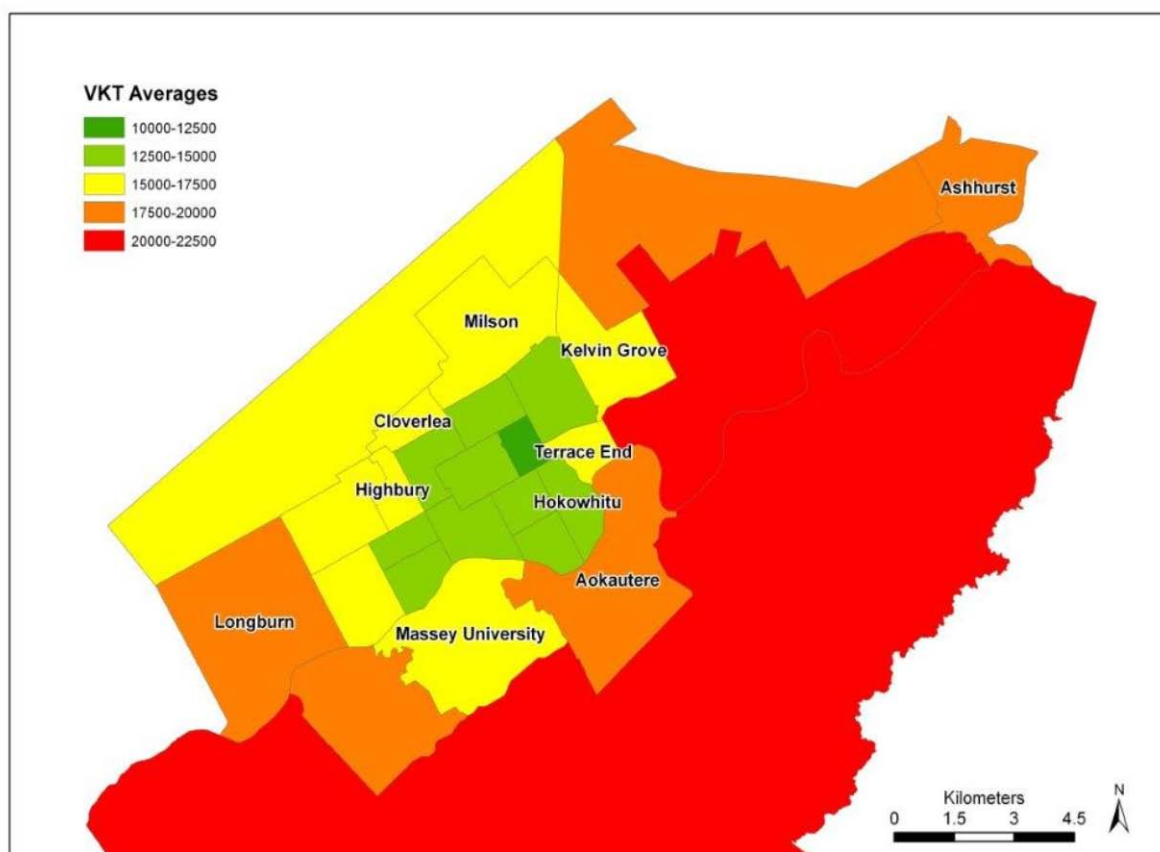 VKT Averages
10000-12500
12500-15000
15000-17500
17500-20000
20000-22500
Ashhurst
Milson
Kelvin Grove
Cloverlea
Terrace End
Highbury
Hokowhitu
Aokautere
Longburn
Massey University
Kilometers
N
0 1.5 3 4.5